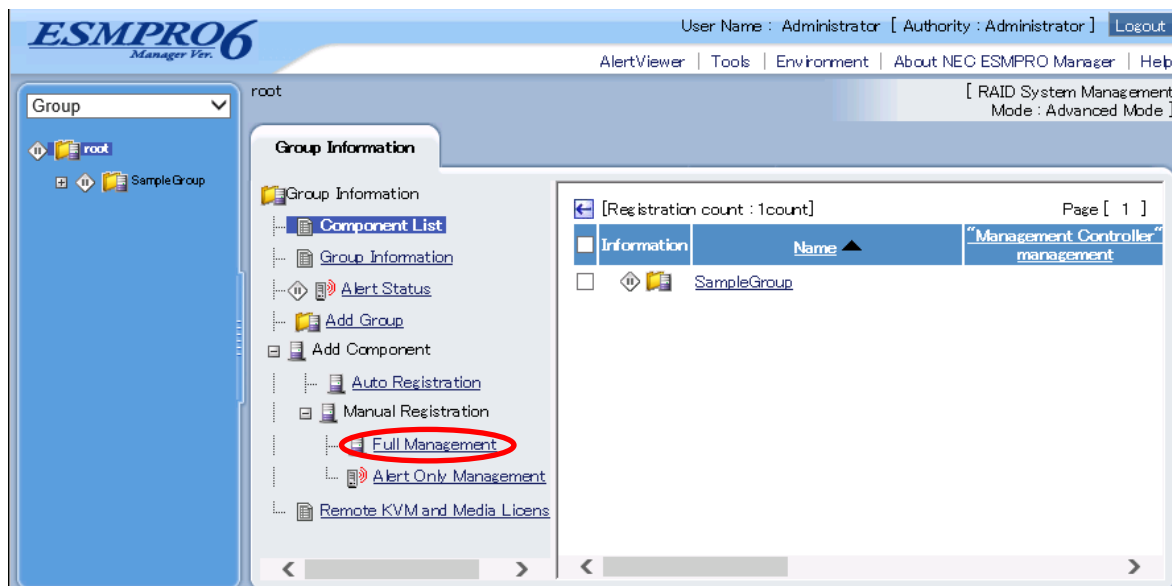 ESMPRO6
Manager Ver.
User Name : Administrator [ Authority : Administrator ] Logout
AlertViewer | Tools | Environment | About NEC ESMPRO Manager | Help
Group
root
[ RAID System Management
Mode : Advanced Mode ]
root
SampleGroup
Group Information
Group Information
Component List
Group Information
Alert Status
Add Group
Add Component
Auto Registration
Manual Registration
Full Management
Alert Only Management
Remote KVM and Media Licens
[Registration count : 1count] Page [ 1 ]
Information Name "Management Controller"
management
SampleGroup